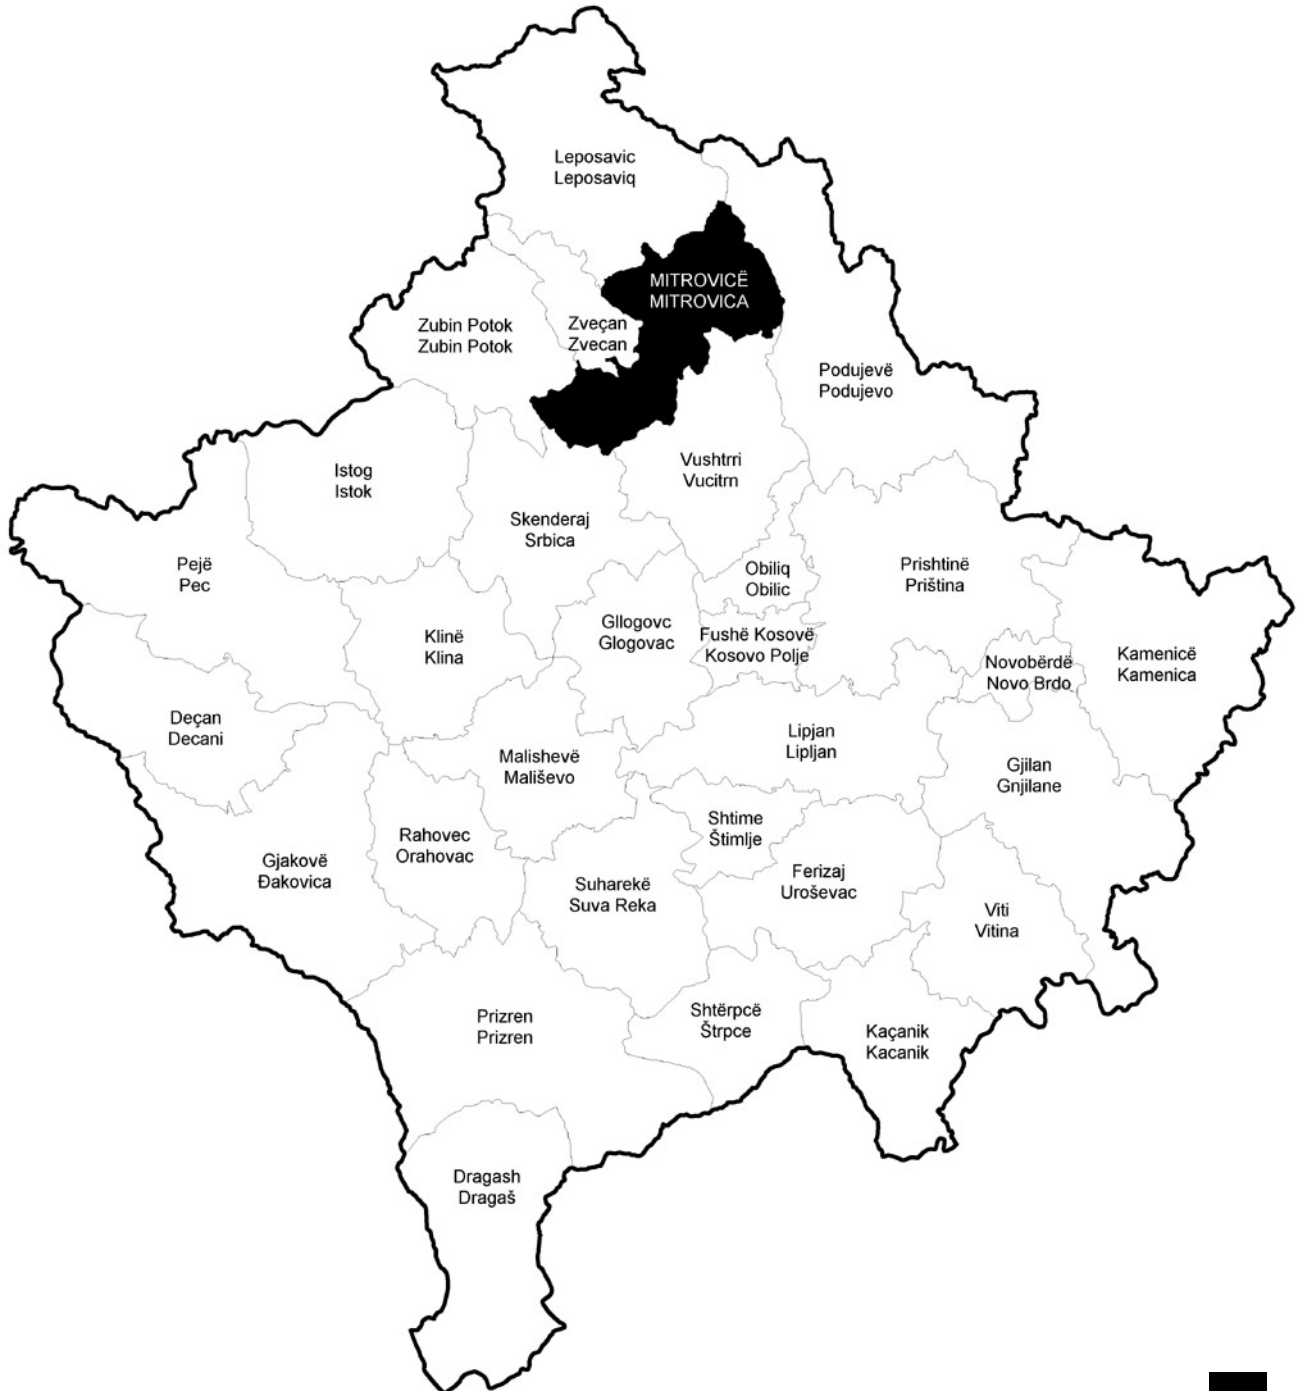 Leposavic
Leposaviq
MITROVICË
MITROVICA
Zubin Potok
Zubin Potok
Zveçan
Zvecan
Podujevë
Podujevo
Istog
Istok
Vushtrri
Vucitrn
Skenderaj
Srbica
Pejë
Pec
Obiliq
Obilic
Prishtinë
Priština
Klinë
Klina
Gllogovc
Glogovac
Fushë Kosovë
Kosovo Polje
Novobërdë
Novo Brdo
Kamenicë
Kamenica
Deçan
Decani
Lipjan
Lipljan
Malishevë
Mališevo
Gjilan
Gnjilane
Shtime
Štimlje
Rahovec
Orahovac
Gjakovë
Đakovica
Ferizaj
Uroševac
Suharekë
Suva Reka
Viti
Vitina
Prizren
Prizren
Shtërpcë
Štrpce
Kaçanik
Kacanik
Dragash
Dragaš